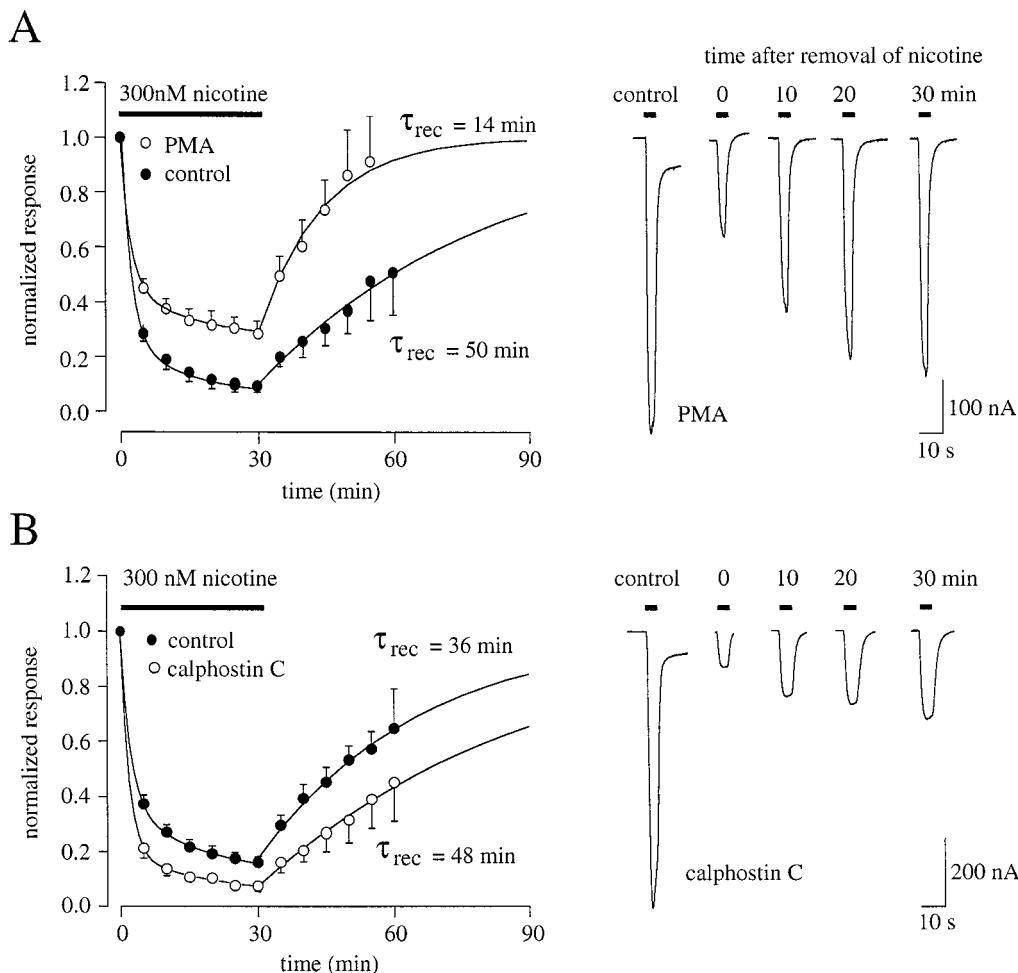 A
time after removal of nicotine
control 0 10 20 30 min
1.2
300nM nicotine
1.0
PMA
control
τrec = 14 min
0.8
0.6
0.4
τrec = 50 min
0.2
0.0
normalized response
0 30 60 90
time (min)
PMA
100 nA
10 s
B
control 0 10 20 30 min
1.2
300 nM nicotine
1.0
control
calphostin C
τrec = 36 min
0.8
0.6
0.4
0.2
τrec = 48 min
0.0
normalized response
0 30 60 90
time (min)
calphostin C
200 nA
10 s